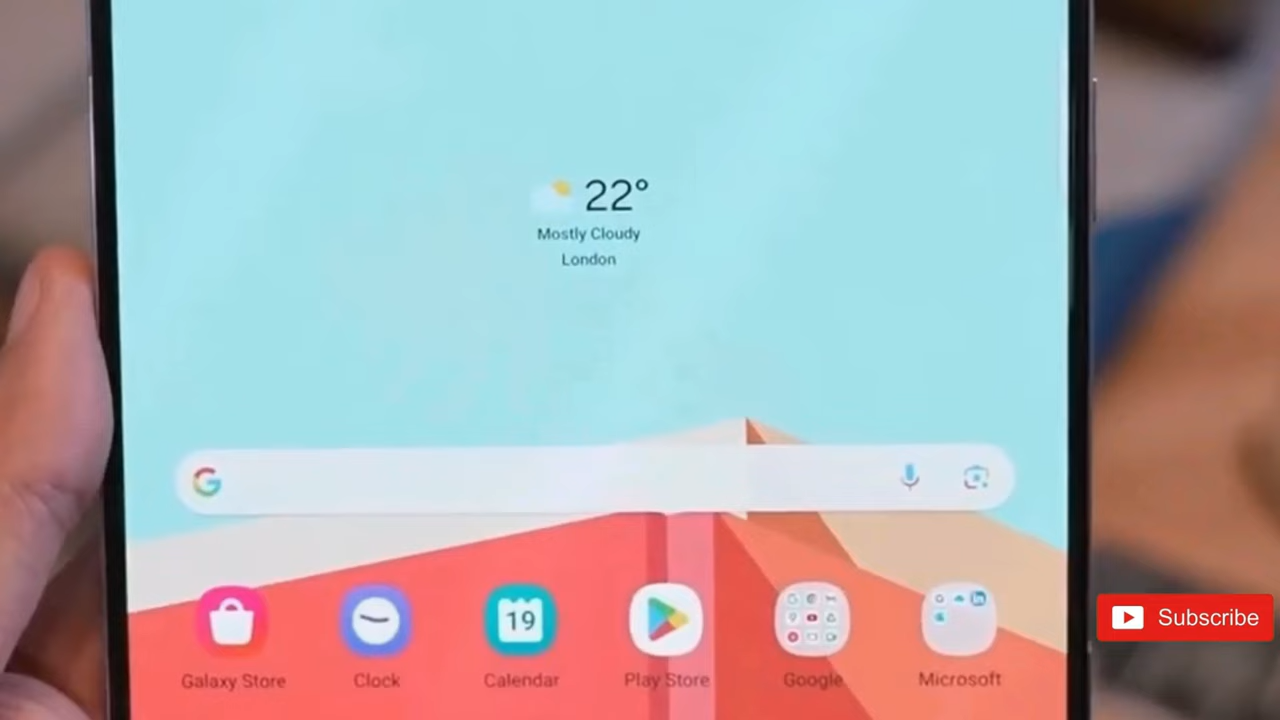 22°
Mostly Cloudy
London
19
Galaxy Store
Clock
Calendar
Play Store
Google
Microsoft
Subscribe